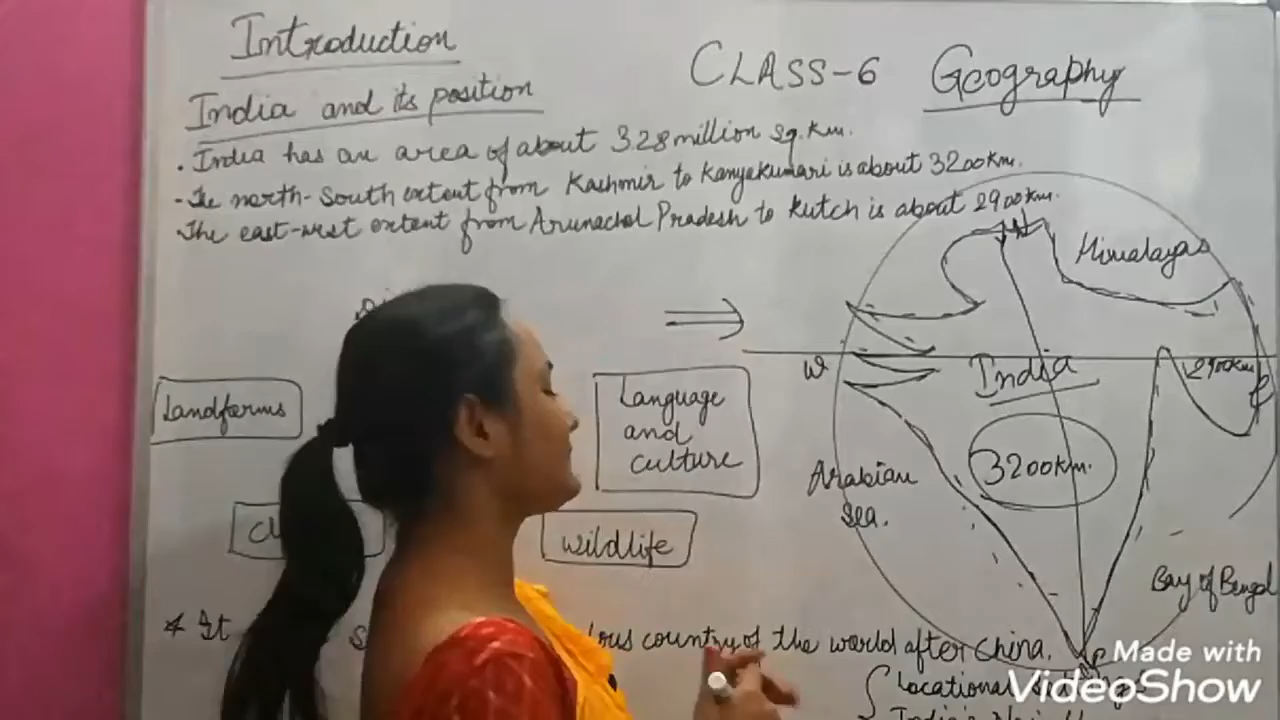 Introduction
CLASS-6 Geography
India and its position
. India has an area of about 3.28 million sq. km.
- The north-South extent from Kashmir to Kanyakumari is about 3200km.
. The east-west extent from Arunachal Pradesh to Kutch is about 2900km.
Himalayas
W
India
2900km
E
Landforms
Language
and
culture
3200km.
Arabian
Sea.
wildlife
Bay of Bengal
* It
country of the world after China.
Locational
Made with
VideoShow